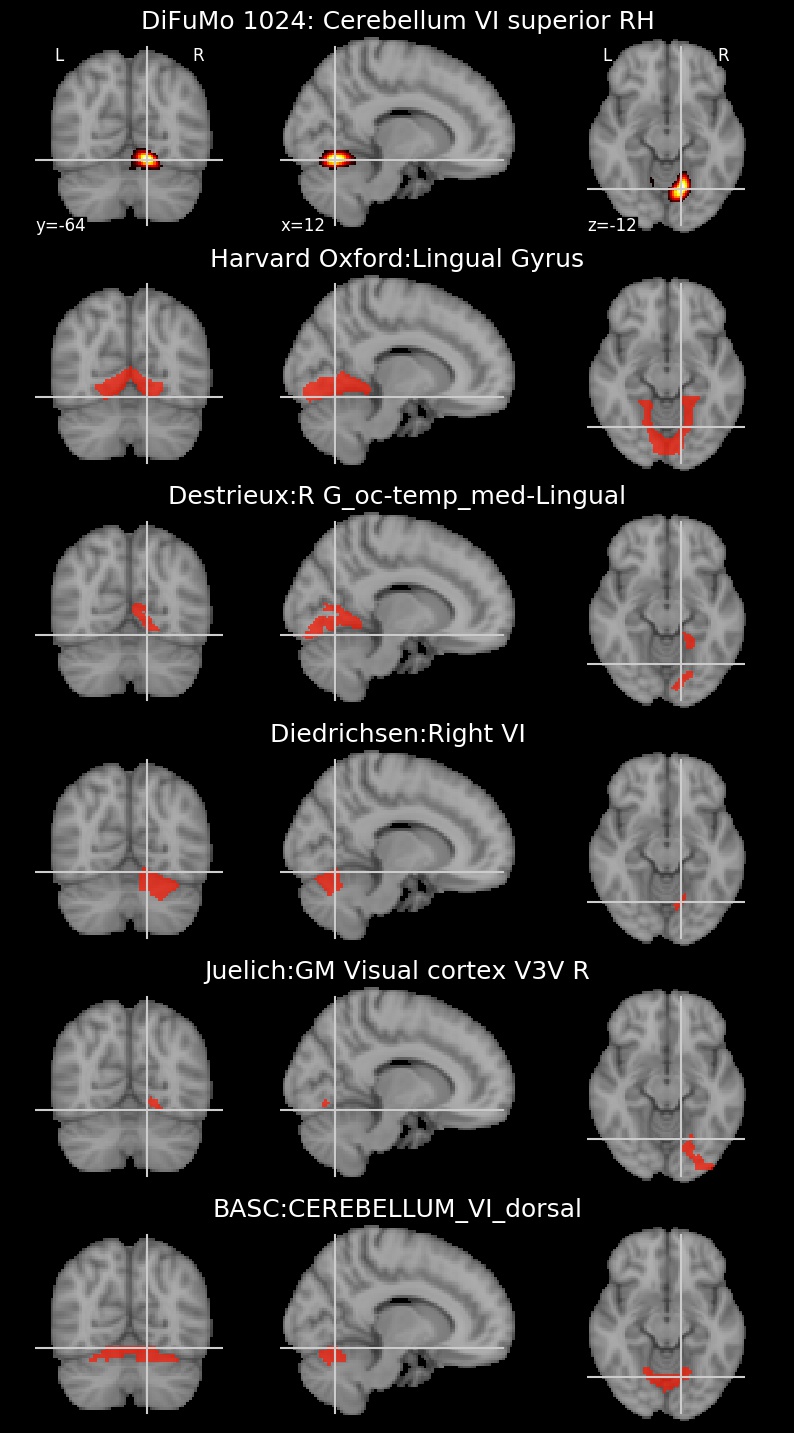 DiFuMo 1024: Cerebellum VI superior RH
L R L R
y=-64 x=12 z=-12
Harvard Oxford:Lingual Gyrus
Destrieux:R G_oc-temp_med-Lingual
Diedrichsen:Right VI
Juelich:GM Visual cortex V3V R
BASC:CEREBELLUM_VI_dorsal